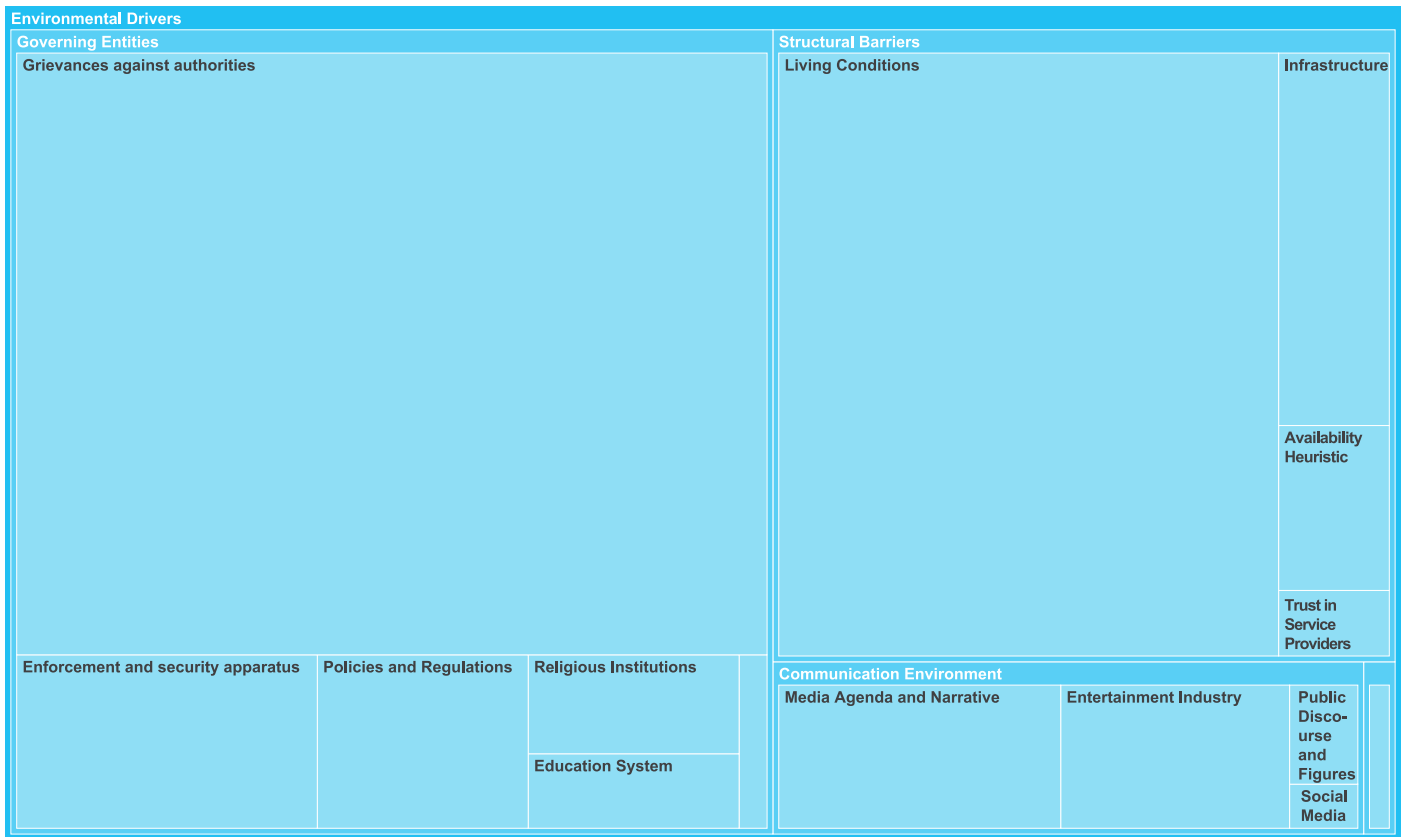 Environmental Drivers
Governing Entities
Grievances against authorities
Enforcement and security apparatus
Policies and Regulations
Religious Institutions
Education System
Structural Barriers
Living Conditions
Infrastructure
Availability
Heuristic
Trust in
Service
Providers
Communication Environment
Media Agenda and Narrative
Entertainment Industry
Public
Disco-
urse
and
Figures
Social
Media